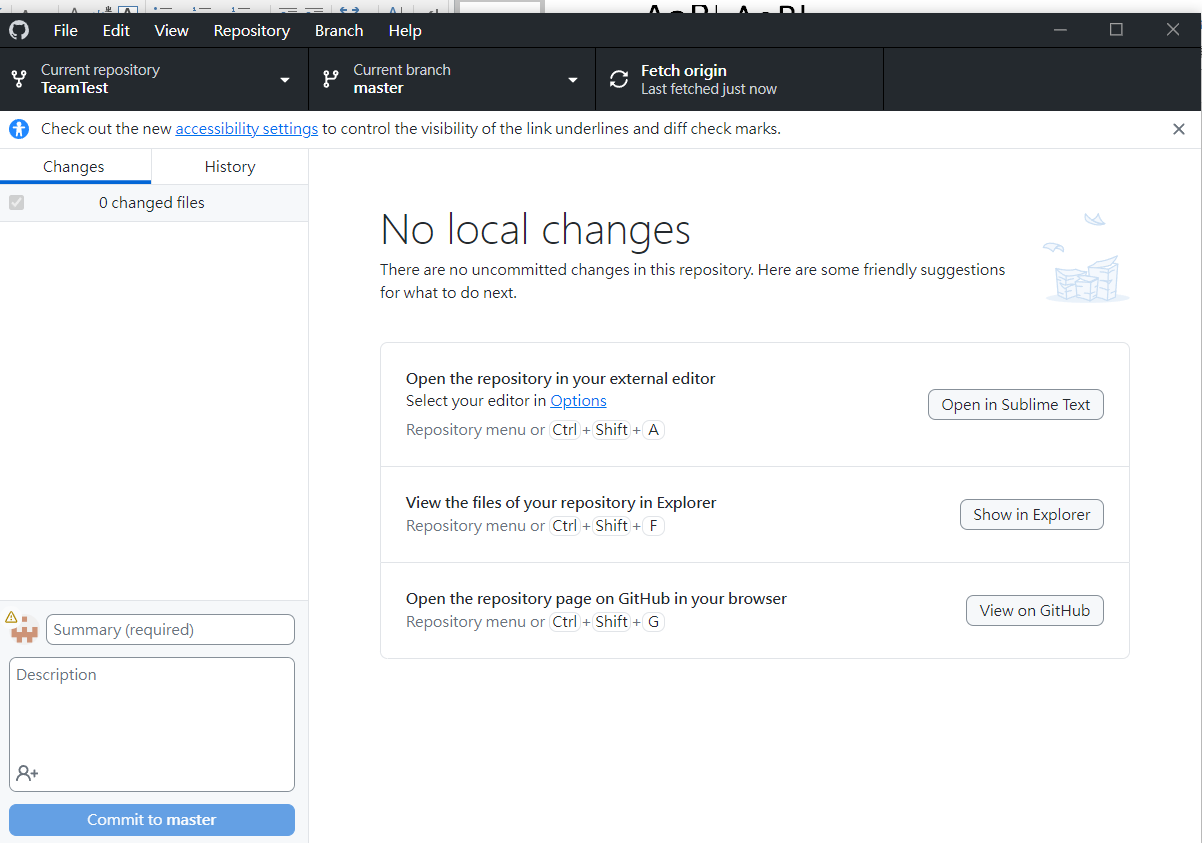 File Edit View Repository Branch Help
Current repository
TeamTest
Current branch
master
Fetch origin
Last fetched just now
Check out the new accessibility settings to control the visibility of the link underlines and diff check marks.
Changes
History
0 changed files
No local changes
There are no uncommitted changes in this repository. Here are some friendly suggestions
for what to do next.
Open the repository in your external editor
Select your editor in Options
Repository menu or Ctrl + Shift + A
Open in Sublime Text
View the files of your repository in Explorer
Repository menu or Ctrl + Shift + F
Show in Explorer
Open the repository page on GitHub in your browser
Repository menu or Ctrl + Shift + G
View on GitHub
Summary (required)
Description
Commit to master